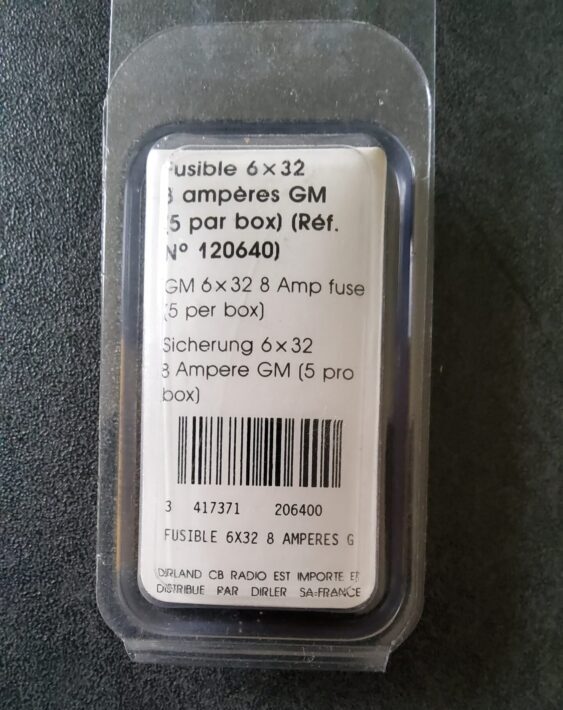 Fusible 6×32
8 ampères GM
(5 par box) (Réf.
N° 120640)
GM 6×32 8 Amp fuse
(5 per box)
Sicherung 6×32
8 Ampere GM (5 pro
box)
3 417371 206400
FUSIBLE 6X32 8 AMPERES G
DIRLAND CB RADIO EST IMPORTE ET
DISTRIBUE PAR DIRLER SA-FRANCE